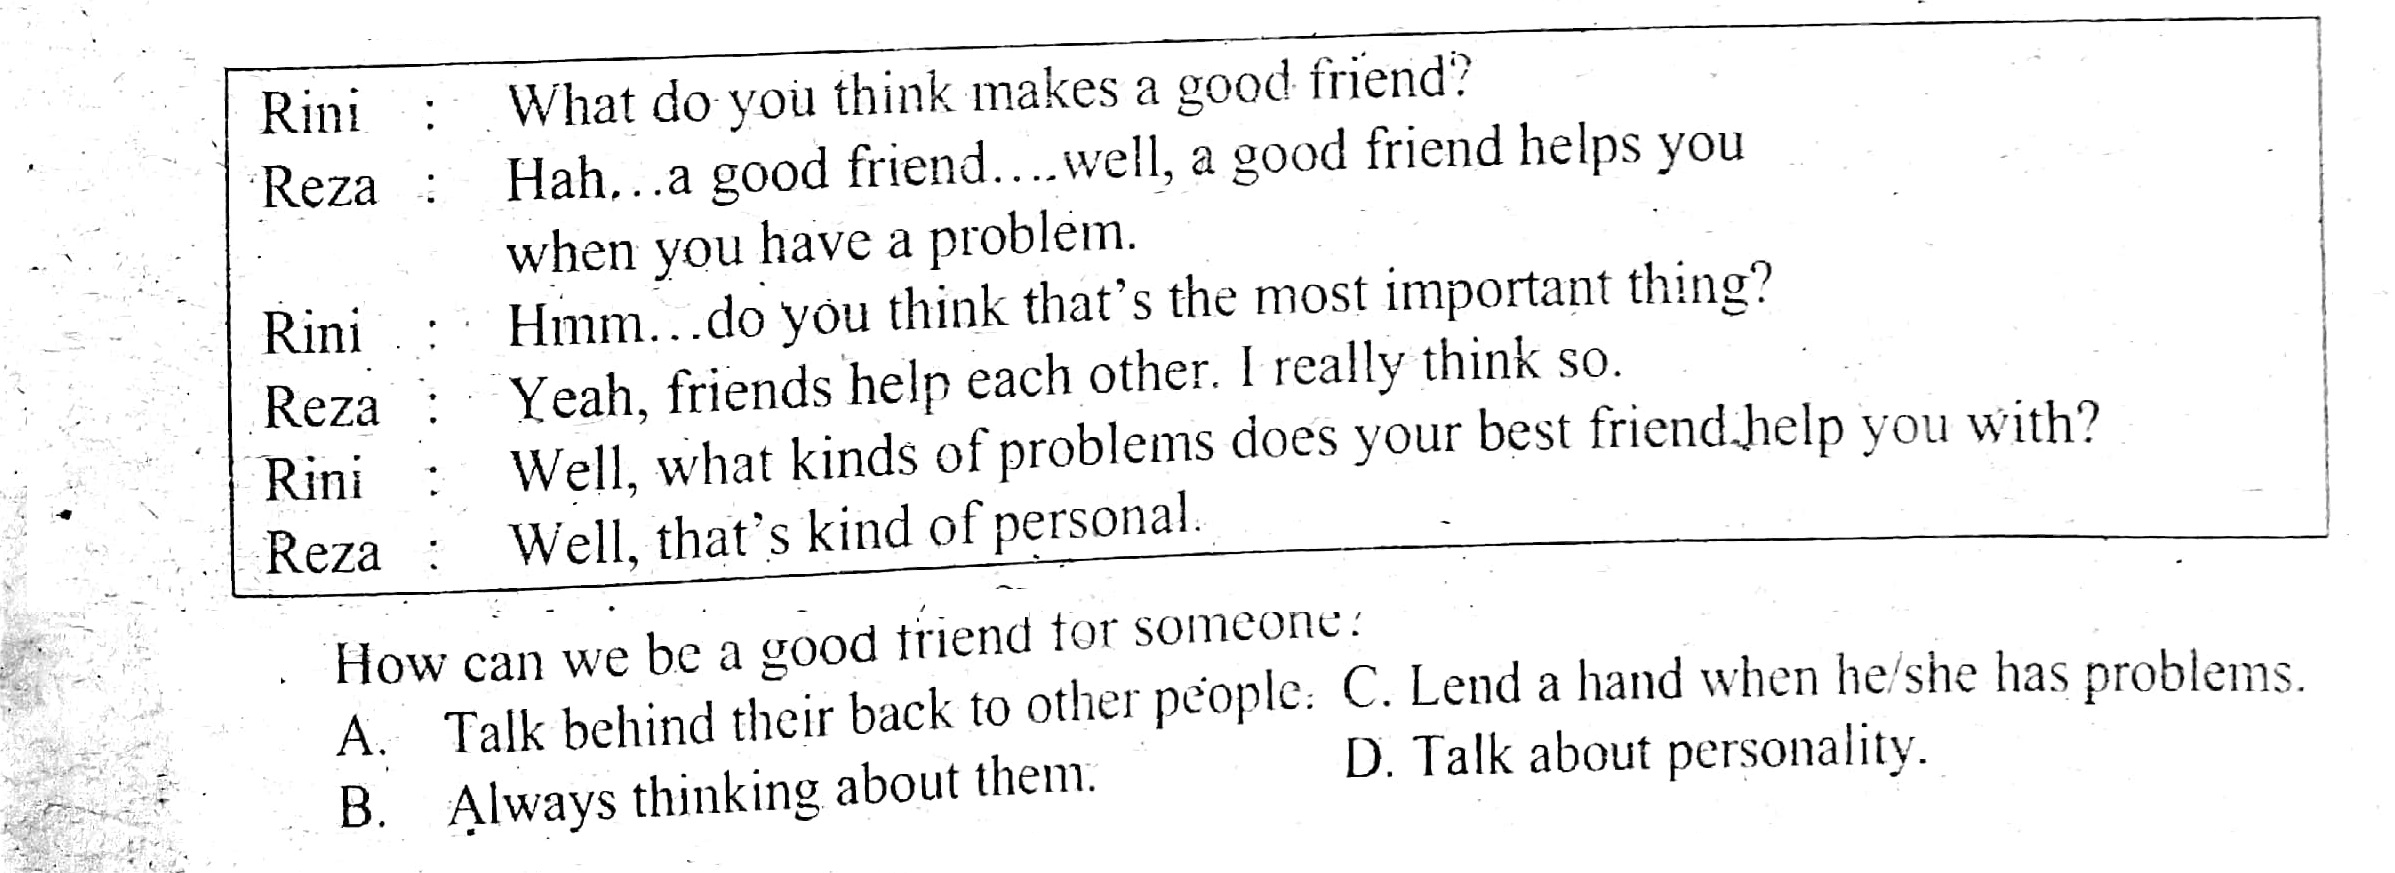 Rini : What do you think makes a good friend?
Reza : Hah...a good friend....well, a good friend helps you
when you have a problem.
Rini : Hmm...do you think that's the most important thing?
Reza : Yeah, friends help each other. I really think so.
Rini : Well, what kinds of problems does your best friend help you with?
Reza : Well, that's kind of personal.
How can we be a good friend for someone?
A. Talk behind their back to other people. C. Lend a hand when he/she has problems.
B. Always thinking about them. D. Talk about personality.